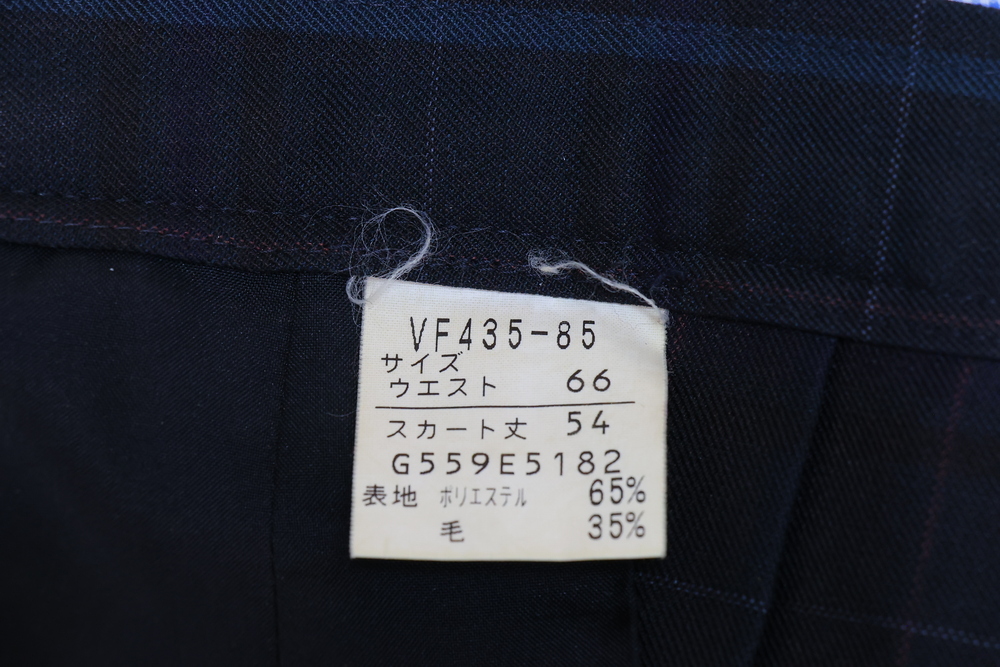 VF435-85
サイズ
ウエスト 66
スカート丈 54
G559E5182
表地 ポリエステル 65%
毛 35%